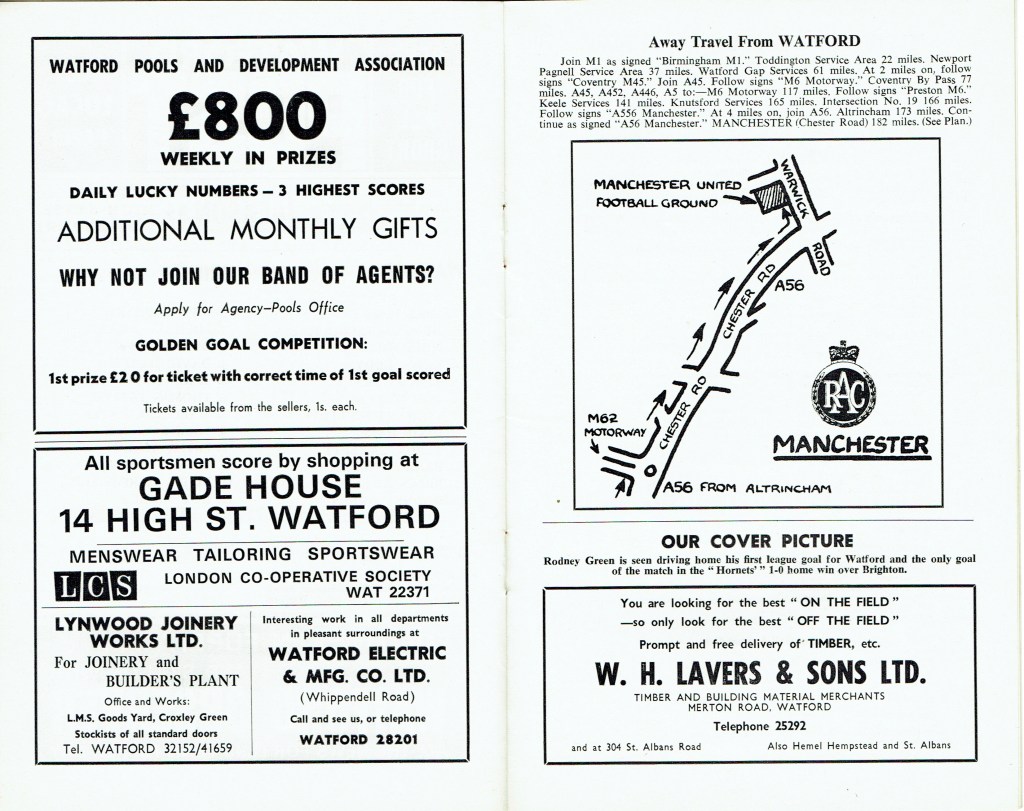 WATFORD POOLS AND DEVELOPMENT ASSOCIATION
£800
WEEKLY IN PRIZES
DAILY LUCKY NUMBERS – 3 HIGHEST SCORES
ADDITIONAL MONTHLY GIFTS
WHY NOT JOIN OUR BAND OF AGENTS?
Apply for Agency–Pools Office
GOLDEN GOAL COMPETITION:
1st prize £20 for ticket with correct time of 1st goal scored
Tickets available from the sellers, 1s. each.
All sportsmen score by shopping at
GADE HOUSE
14 HIGH ST. WATFORD
MENSWEAR TAILORING SPORTSWEAR
LCS
LONDON CO-OPERATIVE SOCIETY
WAT 22371
LYNWOOD JOINERY
WORKS LTD.
For JOINERY and
BUILDER'S PLANT
Office and Works:
L.M.S. Goods Yard, Croxley Green
Stockists of all standard doors
Tel. WATFORD 32152/41659
Interesting work in all departments
in pleasant surroundings at
WATFORD ELECTRIC
& MFG. CO. LTD.
(Whippendell Road)
Call and see us, or telephone
WATFORD 28201
Away Travel From WATFORD
Join M1 as signed "Birmingham M1." Toddington Service Area 22 miles. Newport
Pagnell Service Area 37 miles. Watford Gap Services 61 miles. At 2 miles on, follow
signs "Coventry M45." Join A45. Follow signs "M6 Motorway." Coventry By Pass 77
miles. A45, A452, A446, A5 to:—M6 Motorway 117 miles. Follow signs "Preston M6."
Keele Services 141 miles. Knutsford Services 165 miles. Intersection No. 19 166 miles.
Follow signs "A556 Manchester." At 4 miles on, join A56. Altrincham 173 miles. Con-
tinue as signed "A56 Manchester." MANCHESTER (Chester Road) 182 miles. (See Plan.)
MANCHESTER UNITED
FOOTBALL GROUND
WARWICK
ROAD
CHESTER RD
A56
CHESTER RD
M62
MOTORWAY
A56 FROM ALTRINCHAM
RAC
MANCHESTER
OUR COVER PICTURE
Rodney Green is seen driving home his first league goal for Watford and the only goal
of the match in the "Hornets'" 1-0 home win over Brighton.
You are looking for the best "ON THE FIELD"
—so only look for the best "OFF THE FIELD"
Prompt and free delivery of TIMBER, etc.
W. H. LAVERS & SONS LTD.
TIMBER AND BUILDING MATERIAL MERCHANTS
MERTON ROAD, WATFORD
Telephone 25292
and at 304 St. Albans Road Also Hemel Hempstead and St. Albans